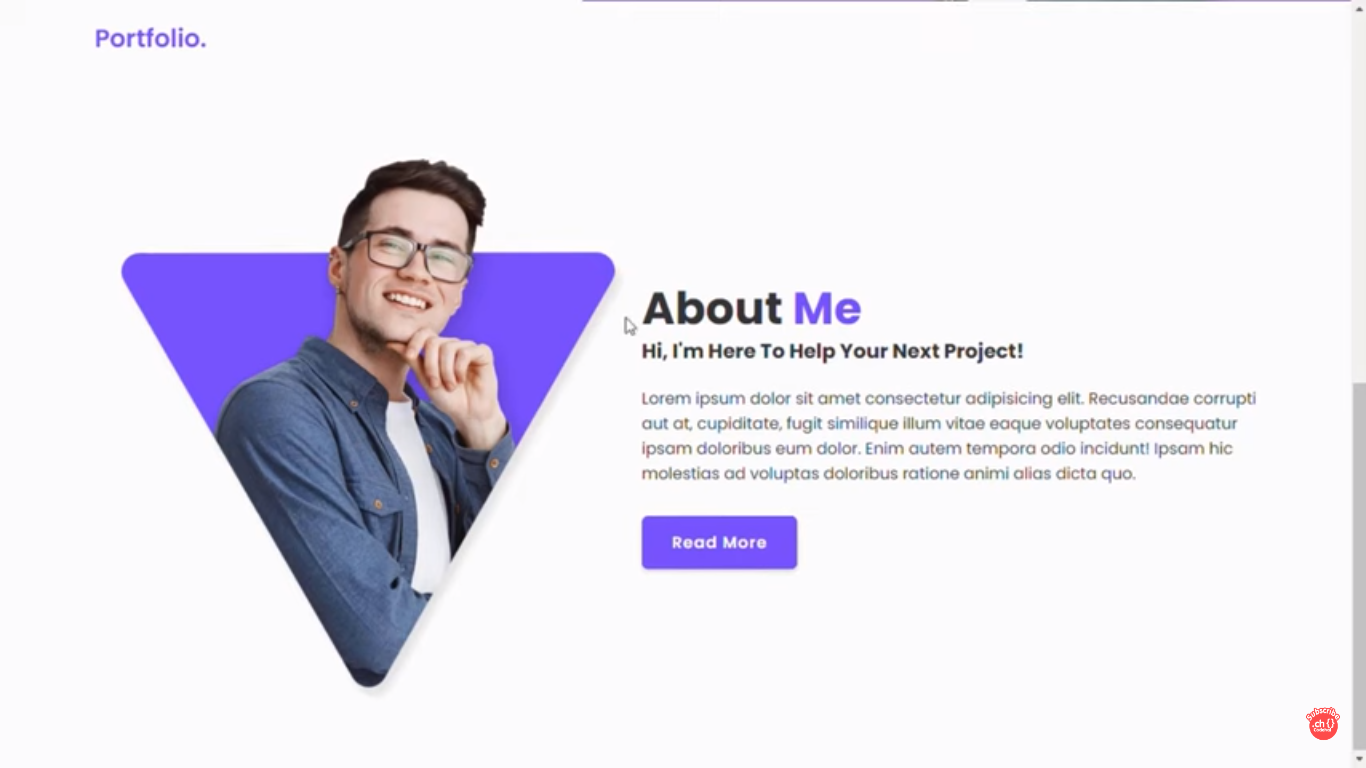 Portfolio.
About Me
Hi, I'm Here To Help Your Next Project!
Lorem ipsum dolor sit amet consectetur adipisicing elit. Recusandae corrupti
aut at, cupiditate, fugit similique illum vitae eaque voluptates consequatur
ipsam doloribus eum dolor. Enim autem tempora odio incidunt! Ipsam hic
molestias ad voluptas doloribus ratione animi alias dicta quo.
Read More
Subscribe
.ch {}